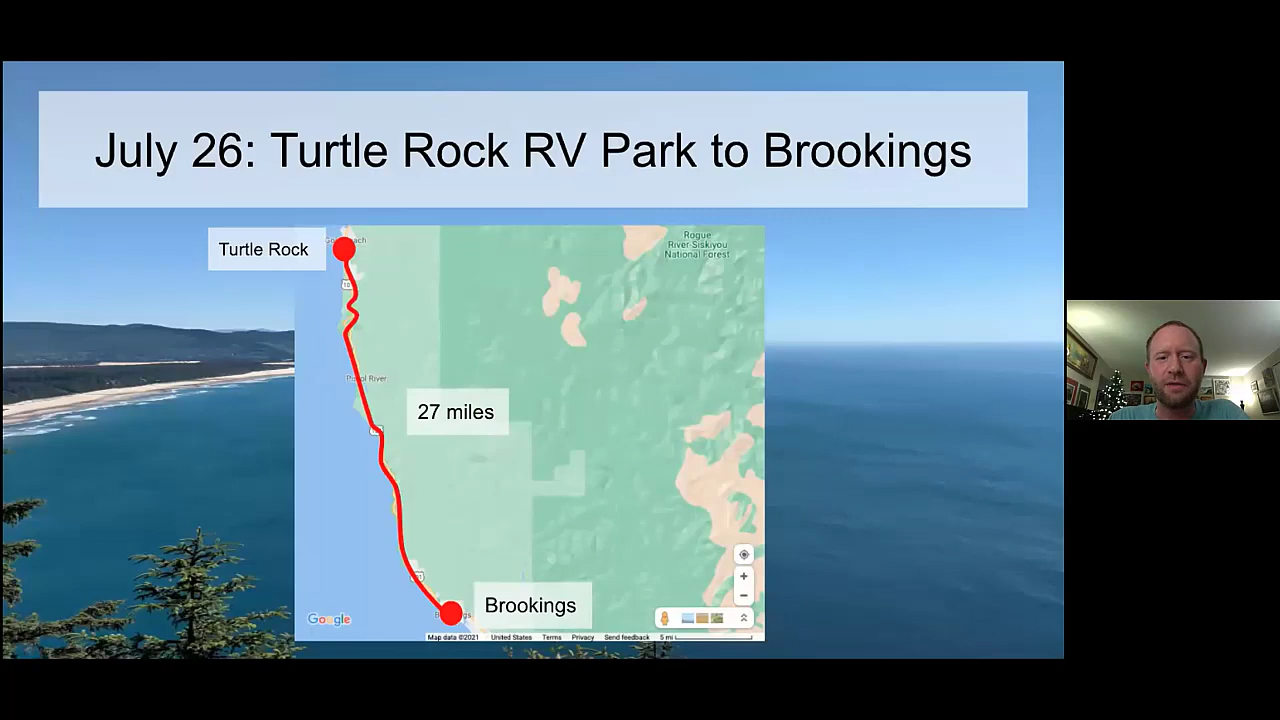 July 26: Turtle Rock RV Park to Brookings
Turtle Rock
Rogue
River-Siskiyou
National Forest
Pistol River
27 miles
Brookings
Google
Map data ©2021 United States Terms Privacy Send feedback 5 mi